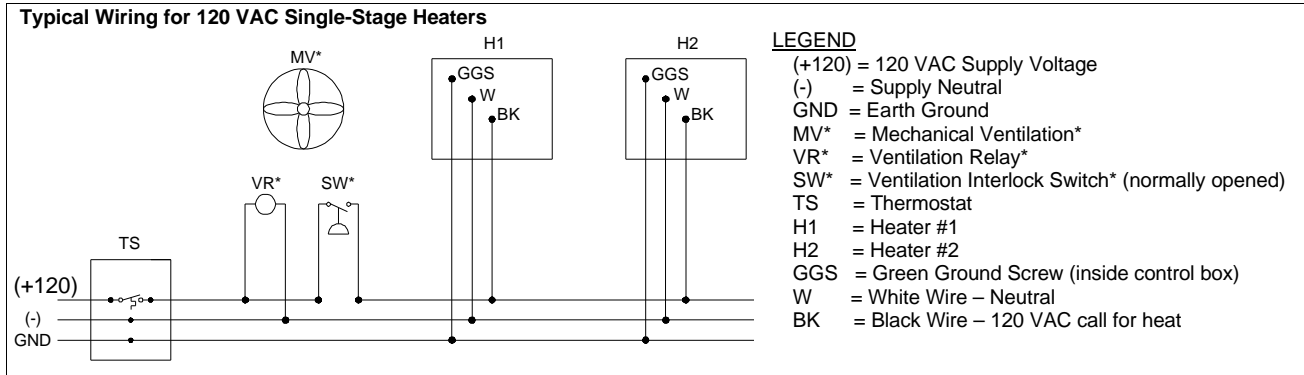 Typical Wiring for 120 VAC Single-Stage Heaters
MV*
H1
H2
GGS
W
BK
GGS
W
BK
VR*
SW*
TS
(+120)
(-)
GND
LEGEND
(+120) = 120 VAC Supply Voltage
(-) = Supply Neutral
GND = Earth Ground
MV* = Mechanical Ventilation*
VR* = Ventilation Relay*
SW* = Ventilation Interlock Switch* (normally opened)
TS = Thermostat
H1 = Heater #1
H2 = Heater #2
GGS = Green Ground Screw (inside control box)
W = White Wire – Neutral
BK = Black Wire – 120 VAC call for heat